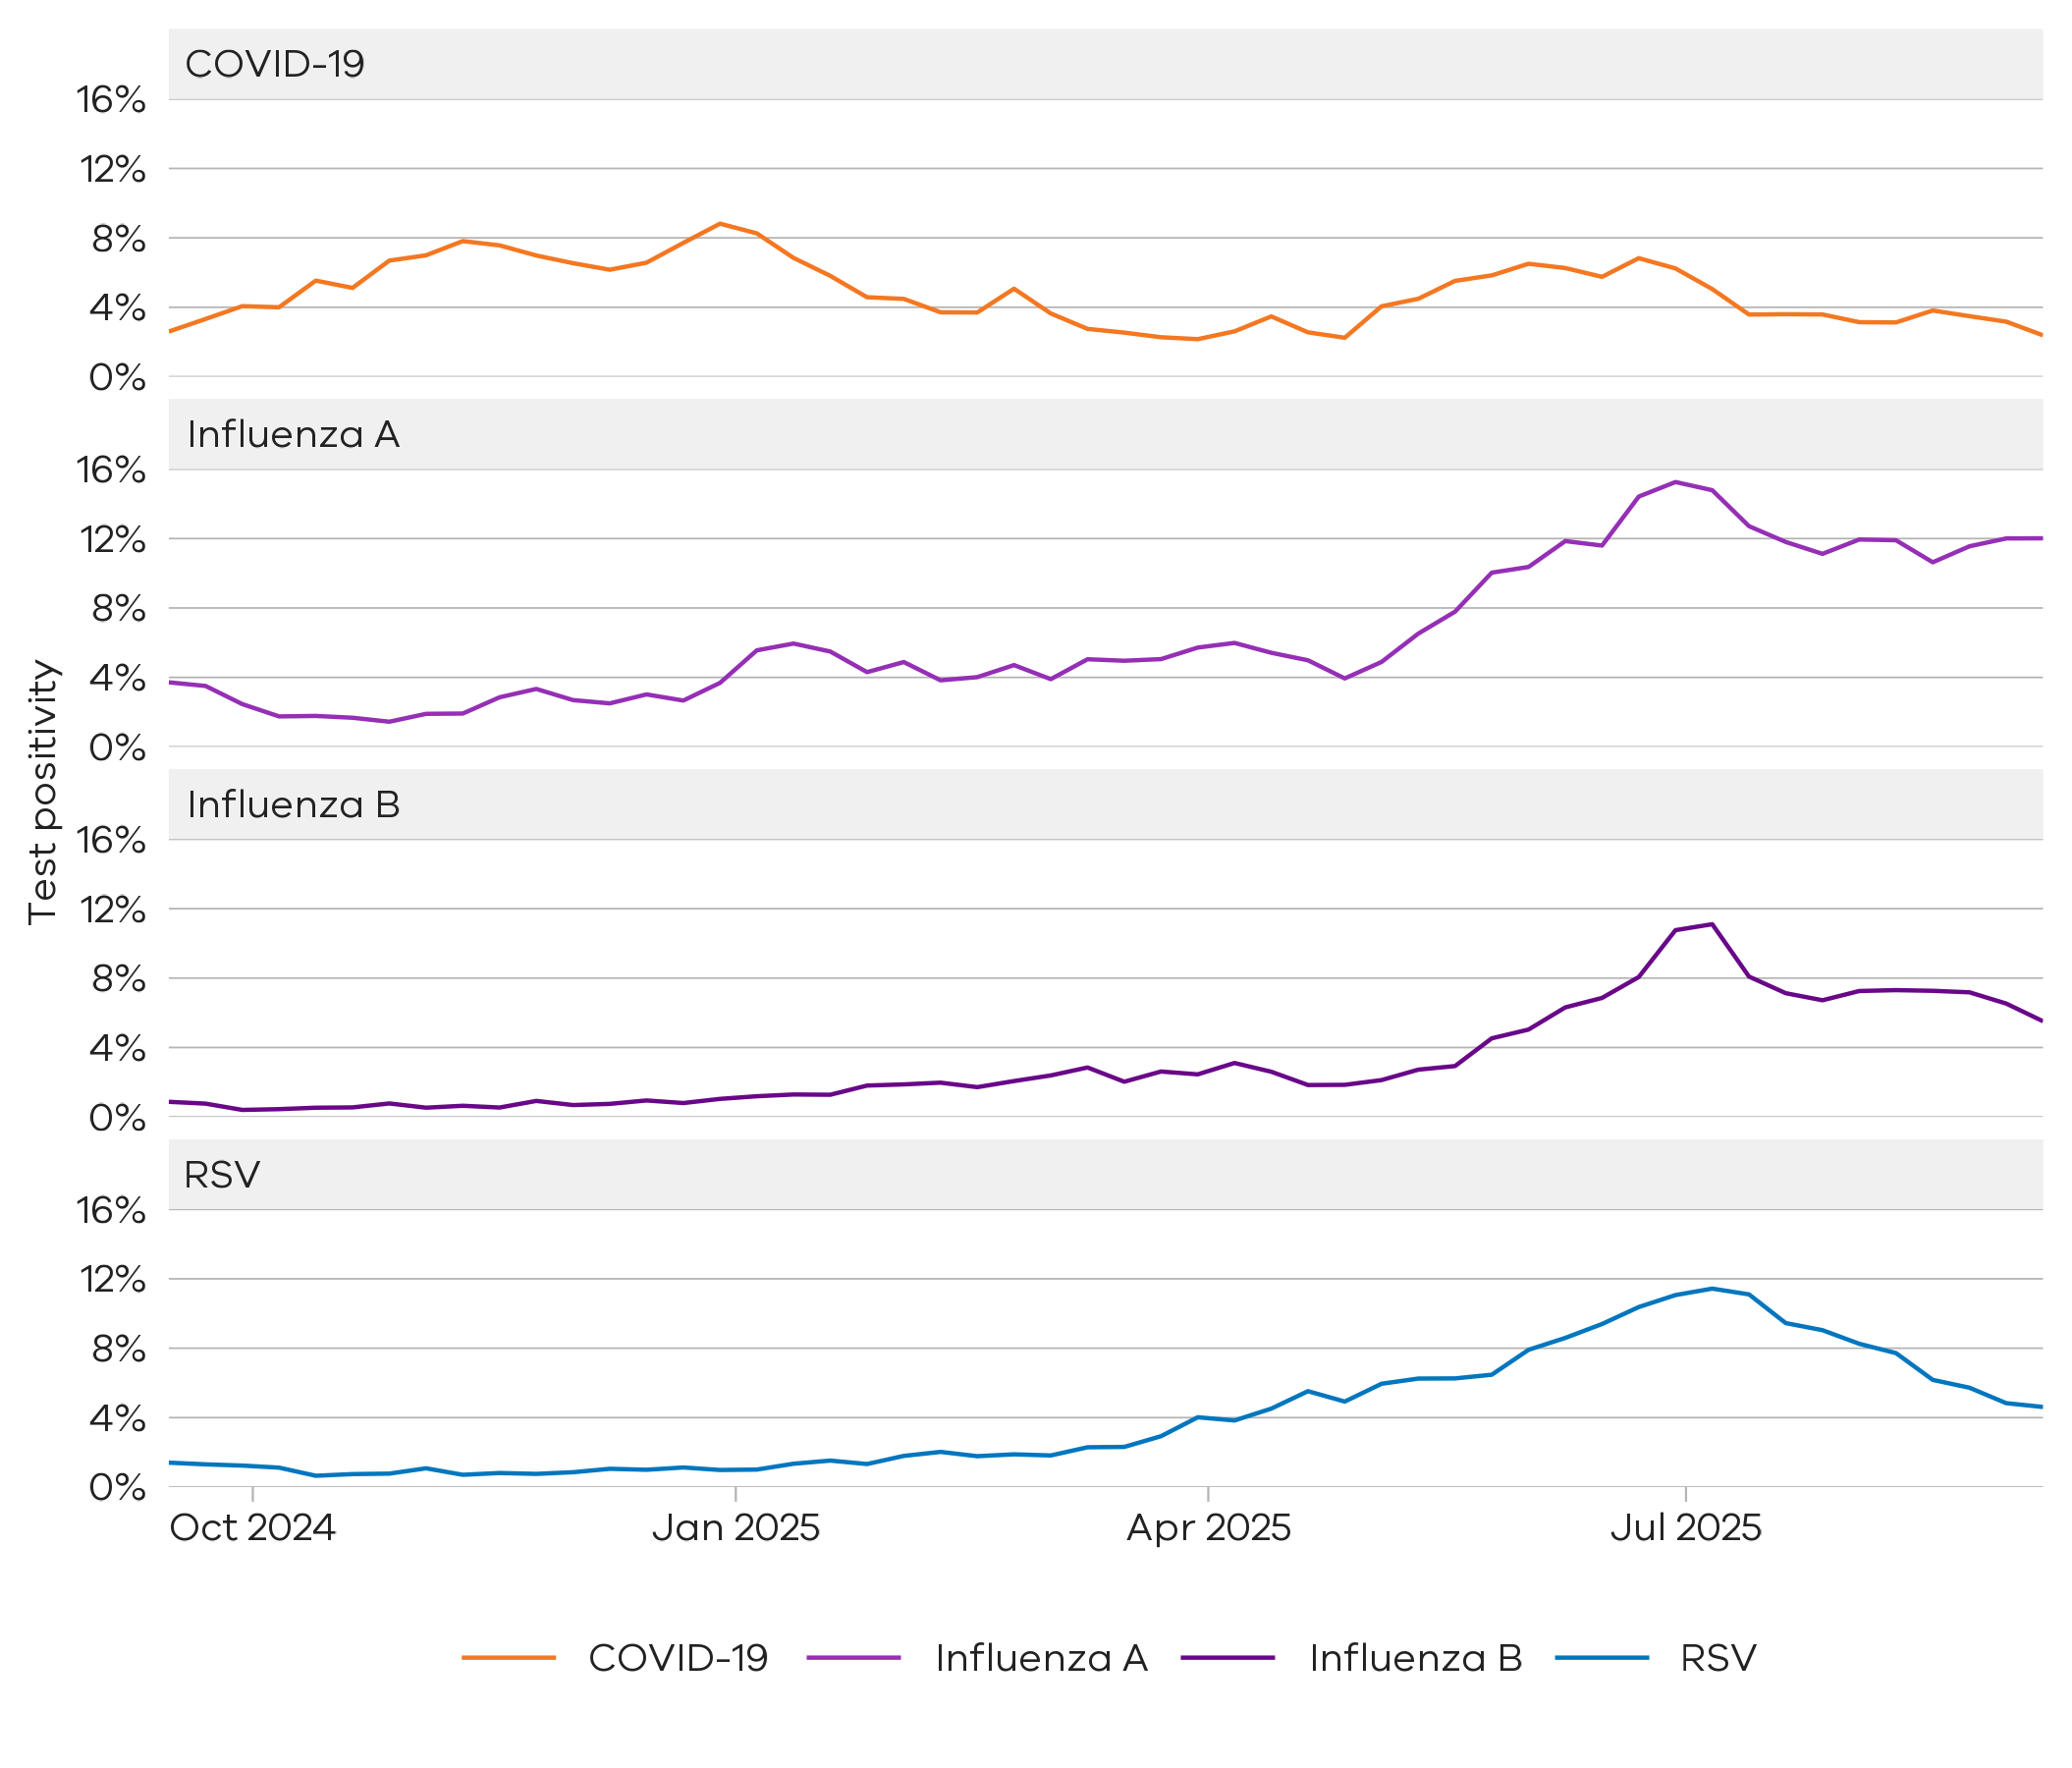 COVID-19
16%
12%
8%
4%
0%
Influenza A
16%
12%
8%
4%
0%
Test positivity
Influenza B
16%
12%
8%
4%
0%
RSV
16%
12%
8%
4%
0%
Oct 2024 Jan 2025 Apr 2025 Jul 2025
COVID-19 Influenza A Influenza B RSV